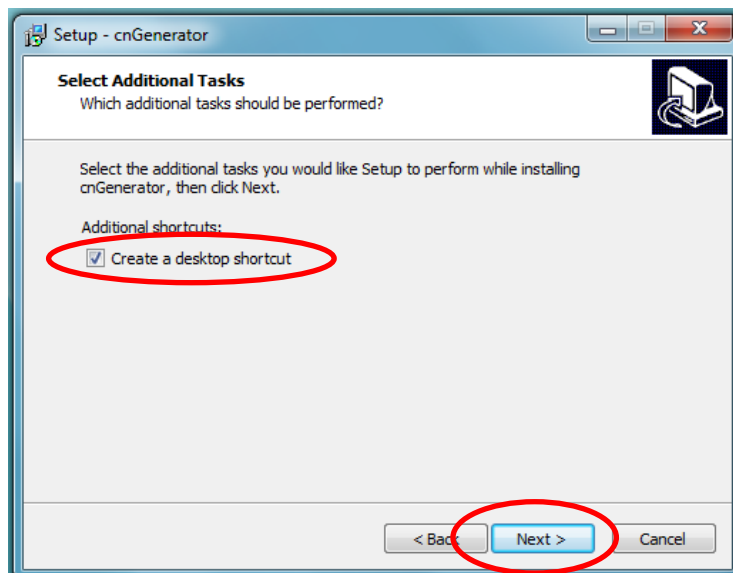 Setup - cnGenerator
Select Additional Tasks
Which additional tasks should be performed?
Select the additional tasks you would like Setup to perform while installing
cnGenerator, then click Next.
Additional shortcuts:
Create a desktop shortcut
< Back Next > Cancel